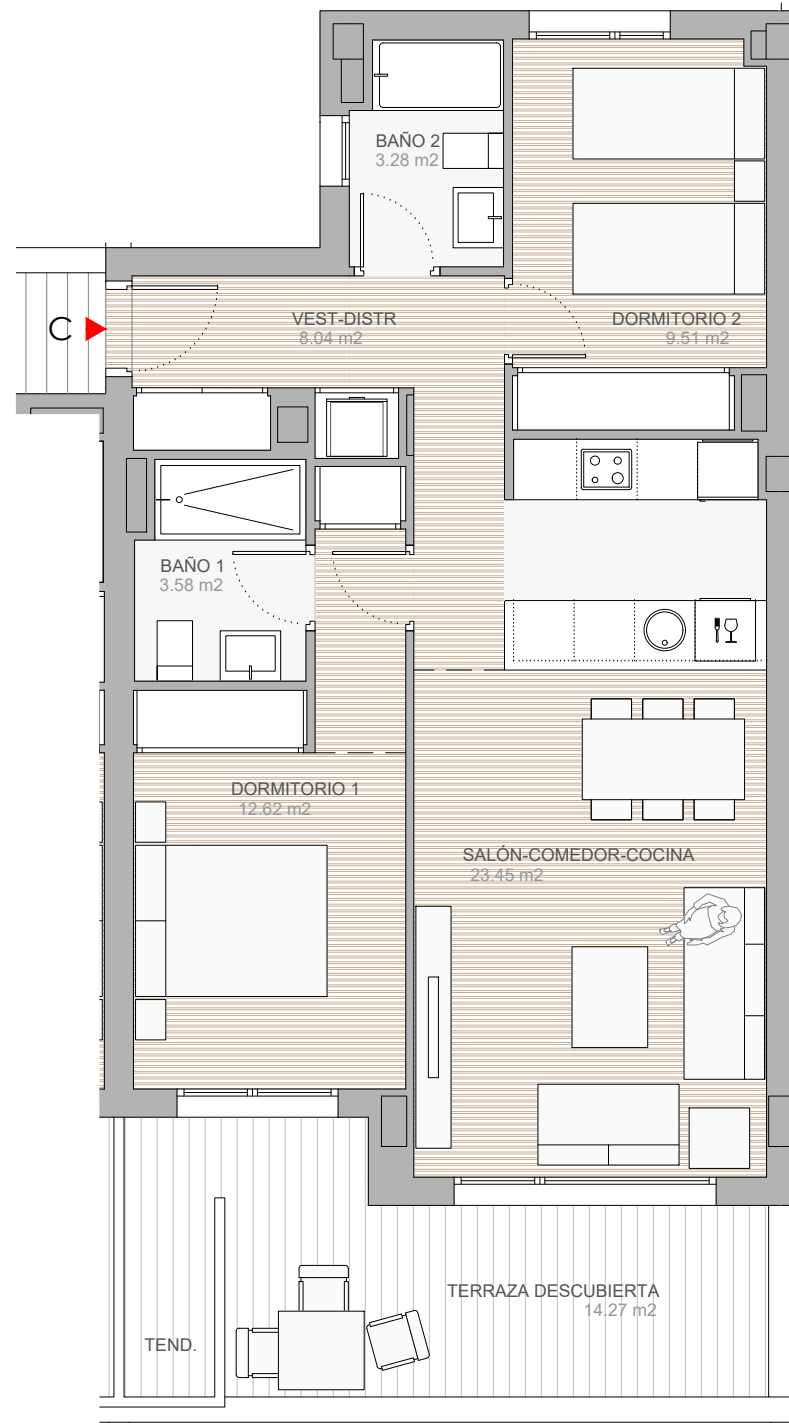 BAÑO 2
3.28 m2
C
VEST-DISTR
8.04 m2
DORMITORIO 2
9.51 m2
BAÑO 1
3.58 m2
DORMITORIO 1
12.62 m2
SALÓN-COMEDOR-COCINA
23.45 m2
TERRAZA DESCUBIERTA
14.27 m2
TEND.